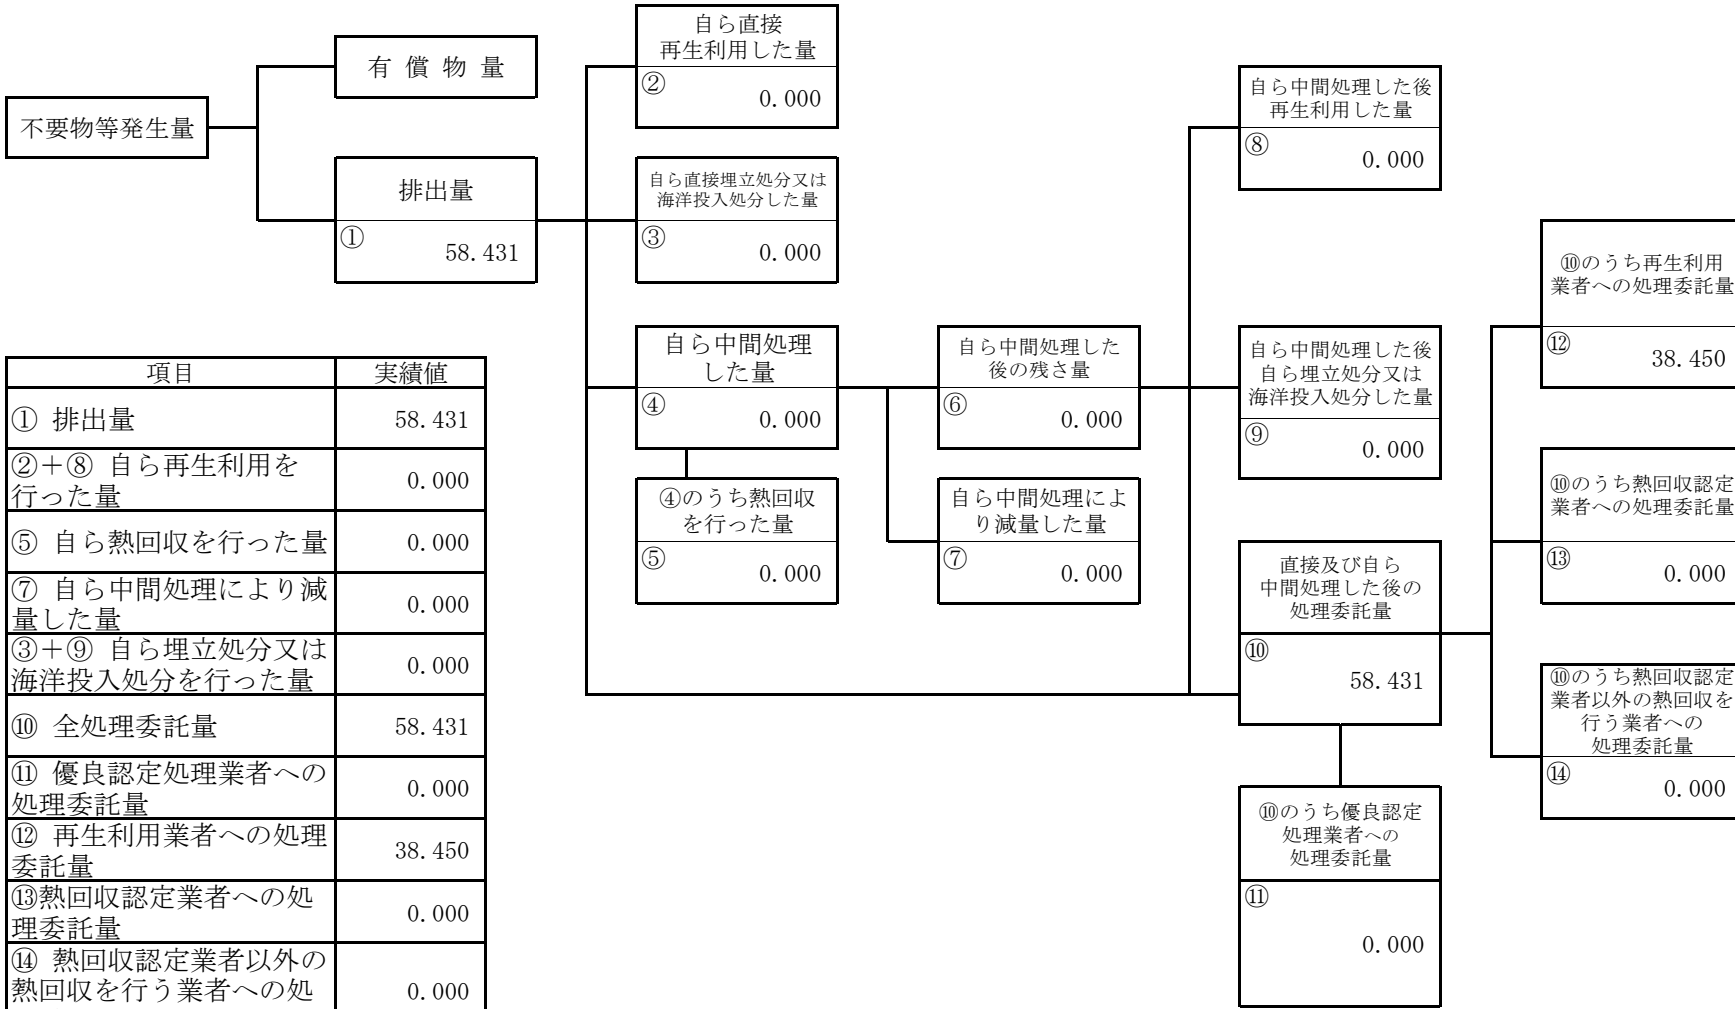 不要物等発生量
有 償 物 量
排出量
①
58.431
自ら直接
再生利用した量
②
0.000
自ら直接埋立処分又は
海洋投入処分した量
③
0.000
自ら中間処理
した量
④
0.000
④のうち熱回収
を行った量
⑤
0.000
自ら中間処理した
後の残さ量
⑥
0.000
自ら中間処理によ
り減量した量
⑦
0.000
自ら中間処理した後
再生利用した量
⑧
0.000
自ら中間処理した後
自ら埋立処分又は
海洋投入処分した量
⑨
0.000
直接及び自ら
中間処理した後の
処理委託量
⑩
58.431
⑩のうち優良認定
処理業者への
処理委託量
⑪
0.000
⑩のうち再生利用
業者への処理委託量
⑫
38.450
⑩のうち熱回収認定
業者への処理委託量
⑬
0.000
⑩のうち熱回収認定
業者以外の熱回収を
行う業者への
処理委託量
⑭
0.000
項目 実績値
① 排出量 58.431
②＋⑧ 自ら再生利用を
行った量 0.000
⑤ 自ら熱回収を行った量 0.000
⑦ 自ら中間処理により減
量した量 0.000
③＋⑨ 自ら埋立処分又は
海洋投入処分を行った量 0.000
⑩ 全処理委託量 58.431
⑪ 優良認定処理業者への
処理委託量 0.000
⑫ 再生利用業者への処理
委託量 38.450
⑬熱回収認定業者への処
理委託量 0.000
⑭ 熱回収認定業者以外の
熱回収を行う業者への処 0.000